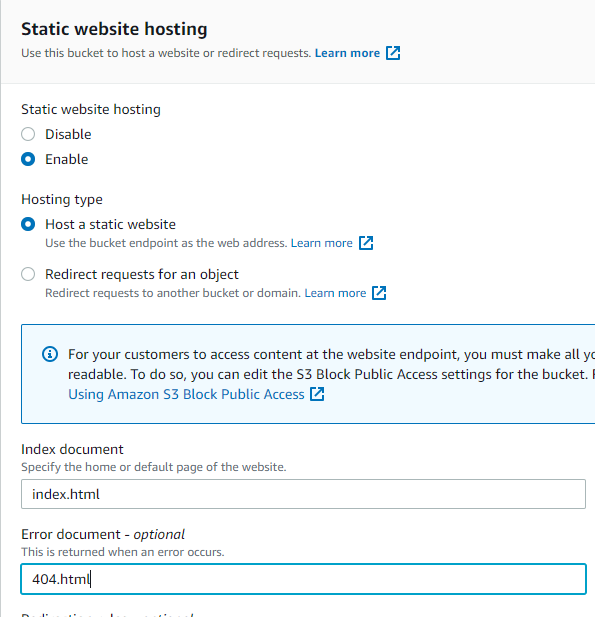 Static website hosting
Use this bucket to host a website or redirect requests. Learn more
Static website hosting
Disable
Enable
Hosting type
Host a static website
Use the bucket endpoint as the web address. Learn more
Redirect requests for an object
Redirect requests to another bucket or domain. Learn more
For your customers to access content at the website endpoint, you must make all
readable. To do so, you can edit the S3 Block Public Access settings for the bucket.
Using Amazon S3 Block Public Access
Index document
Specify the home or default page of the website.
index.html
Error document - optional
This is returned when an error occurs.
404.html